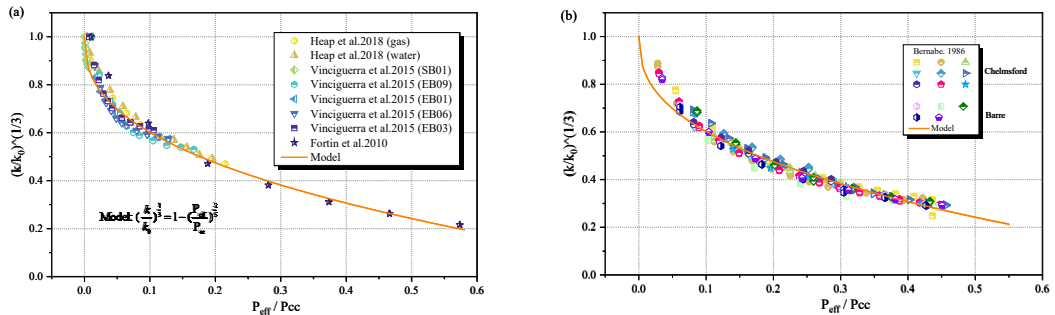 (a)
1.0
0.8
0.6
0.4
0.2
0.0
(k/k₀)^(1/3)
Heap et al.2018 (gas)
Heap et al.2018 (water)
Vinciguerra et al.2015 (SB01)
Vinciguerra et al.2015 (EB09)
Vinciguerra et al.2015 (EB01)
Vinciguerra et al.2015 (EB06)
Vinciguerra et al.2015 (EB03)
Fortin et al.2010
Model
Model:
0.0 0.1 0.2 0.3 0.4 0.5 0.6
P_eff / Pcc
(b)
1.0
0.8
0.6
0.4
0.2
0.0
(k/k₀)^(1/3)
Bernabe. 1986
Chelmsford
Barre
Model
0.0 0.1 0.2 0.3 0.4 0.5 0.6
P_eff / Pcc